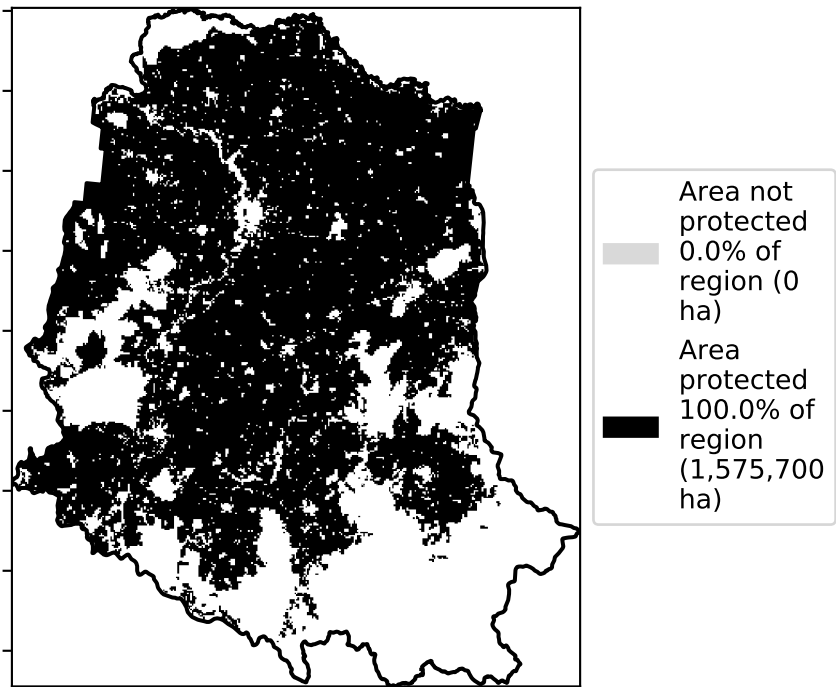 Area not
protected
0.0% of
region (0
ha)
Area
protected
100.0% of
region
(1,575,700
ha)